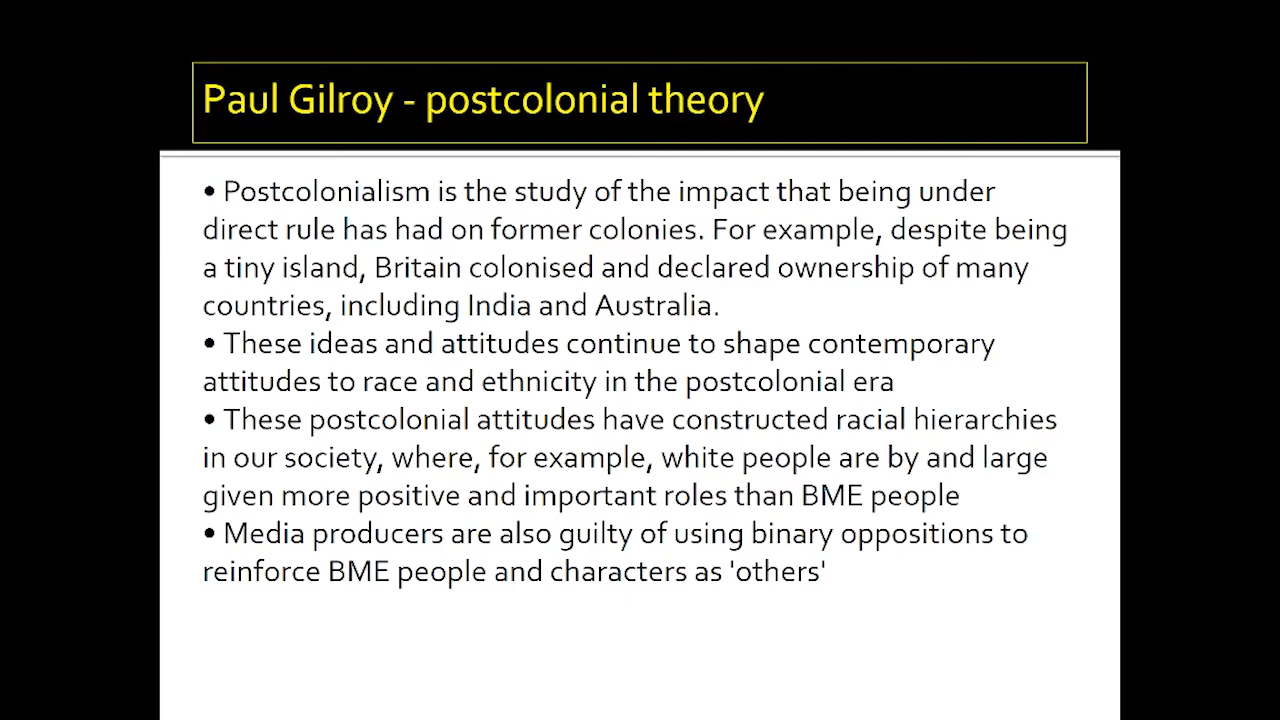 Paul Gilroy - postcolonial theory
• Postcolonialism is the study of the impact that being under
direct rule has had on former colonies. For example, despite being
a tiny island, Britain colonised and declared ownership of many
countries, including India and Australia.
• These ideas and attitudes continue to shape contemporary
attitudes to race and ethnicity in the postcolonial era
• These postcolonial attitudes have constructed racial hierarchies
in our society, where, for example, white people are by and large
given more positive and important roles than BME people
• Media producers are also guilty of using binary oppositions to
reinforce BME people and characters as 'others'